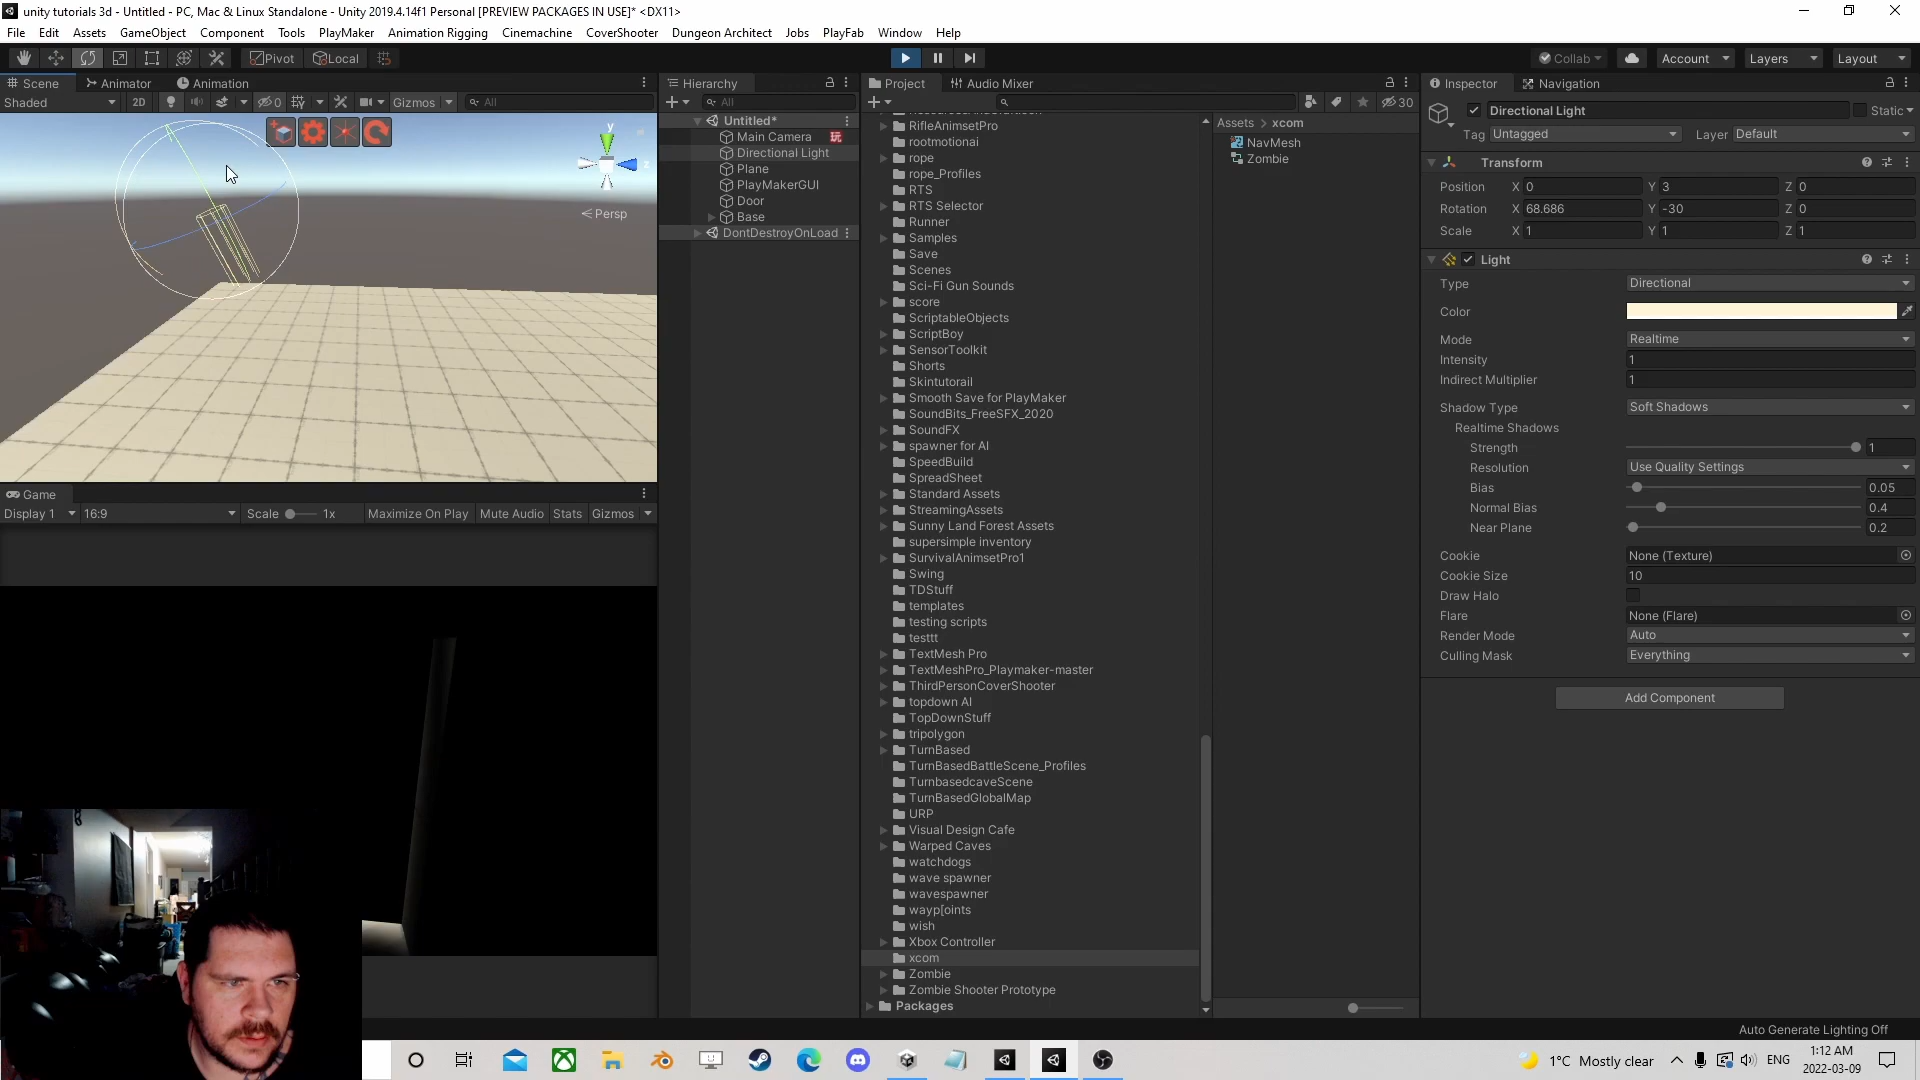 unity tutorials 3d - Untitled - PC, Mac & Linux Standalone - Unity 2019.4.14f1 Personal [PREVIEW PACKAGES IN USE]* <DX11>
File Edit Assets GameObject Component Tools PlayMaker Animation Rigging Cinemachine CoverShooter Dungeon Architect Jobs PlayFab Window Help
Pivot Local Collab Account Layers Layout
Scene Animator Animation
Shaded 2D 0 Gizmos All
y
z
Persp
Game
Display 1 16:9 Scale 1x Maximize On Play Mute Audio Stats Gizmos
Hierarchy
All
Untitled*
Main Camera
Directional Light
Plane
PlayMakerGUI
Door
Base
DontDestroyOnLoad
Project Audio Mixer
30
RifleAnimsetPro
rootmotionai
rope
rope_Profiles
RTS
RTS Selector
Runner
Samples
Save
Scenes
Sci-Fi Gun Sounds
score
ScriptableObjects
ScriptBoy
SensorToolkit
Shorts
Skintutorail
Smooth Save for PlayMaker
SoundBits_FreeSFX_2020
SoundFX
spawner for AI
SpeedBuild
SpreadSheet
Standard Assets
StreamingAssets
Sunny Land Forest Assets
supersimple inventory
SurvivalAnimsetPro1
Swing
TDStuff
templates
testing scripts
testtt
TextMesh Pro
TextMeshPro_Playmaker-master
ThirdPersonCoverShooter
topdown AI
TopDownStuff
tripolygon
TurnBased
TurnBasedBattleScene_Profiles
TurnbasedcaveScene
TurnBasedGlobalMap
URP
Visual Design Cafe
Warped Caves
watchdogs
wave spawner
wavespawner
wayp[oints
wish
Xbox Controller
xcom
Zombie
Zombie Shooter Prototype
Packages
Assets > xcom
NavMesh
Zombie
Inspector Navigation
Directional Light Static
Tag Untagged Layer Default
Transform
Position X 0 Y 3 Z 0
Rotation X 68.686 Y -30 Z 0
Scale X 1 Y 1 Z 1
Light
Type Directional
Color
Mode Realtime
Intensity 1
Indirect Multiplier 1
Shadow Type Soft Shadows
Realtime Shadows
Strength 1
Resolution Use Quality Settings
Bias 0.05
Normal Bias 0.4
Near Plane 0.2
Cookie None (Texture)
Cookie Size 10
Draw Halo
Flare None (Flare)
Render Mode Auto
Culling Mask Everything
Add Component
Auto Generate Lighting Off
1°C Mostly clear ENG 1:12 AM
2022-03-09